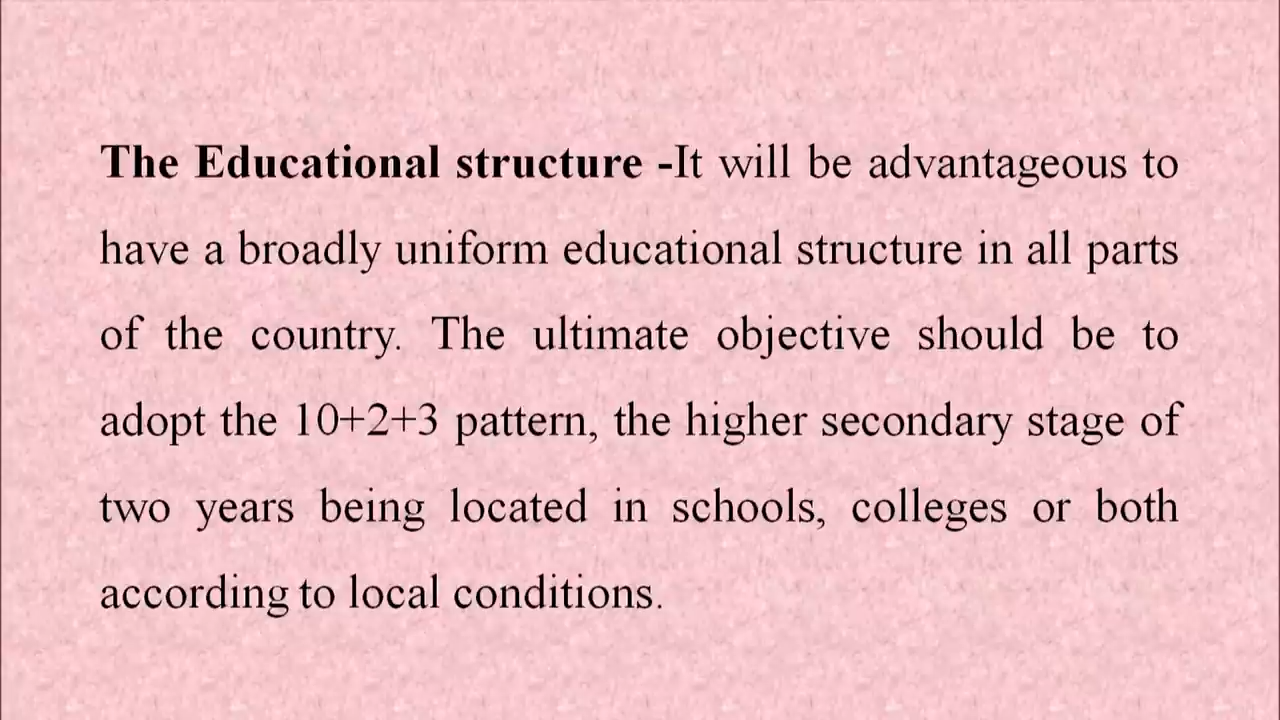 The Educational structure -It will be advantageous to
have a broadly uniform educational structure in all parts
of the country. The ultimate objective should be to
adopt the 10+2+3 pattern, the higher secondary stage of
two years being located in schools, colleges or both
according to local conditions.